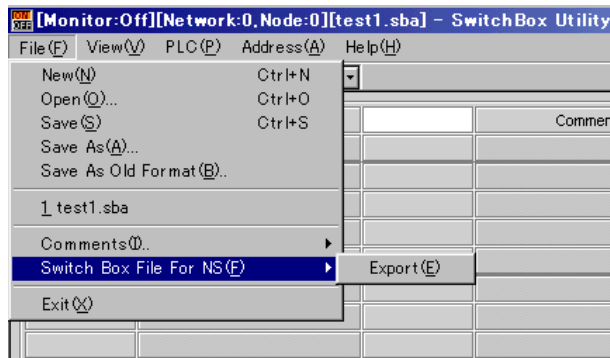 [Monitor:Off][Network:0,Node:0][test1.sba] - SwitchBox Utility
File(F) View(V) PLC(P) Address(A) Help(H)
New(N) Ctrl+N
Open(O)... Ctrl+O
Save(S) Ctrl+S
Save As(A)...
Save As Old Format(B)..
1 test1.sba
Comments(I)..
Switch Box File For NS(F)
Export(E)
Exit(X)
Commen